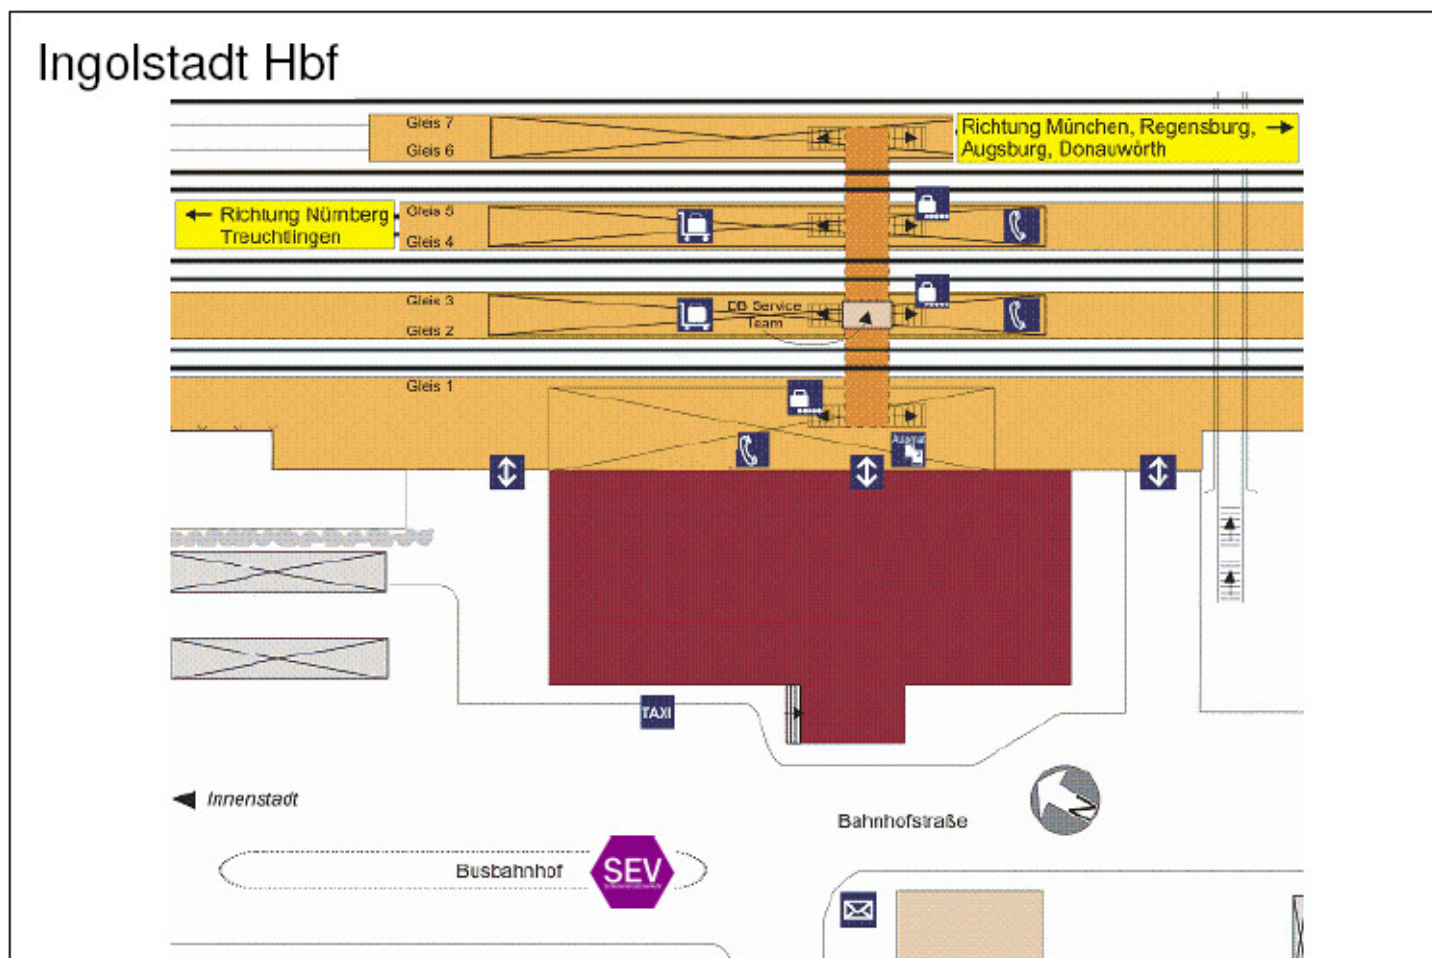 Ingolstadt Hbf
Gleis 7
Gleis 6
Richtung München, Regensburg, →
Augsburg, Donauwörth
← Richtung Nürnberg
Treuchtlingen
Gleis 5
Gleis 4
Gleis 3
Gleis 2
DB Service
Team
Gleis 1
Automat
TAXI
Innenstadt
Bahnhofstraße
N
Busbahnhof
SEV